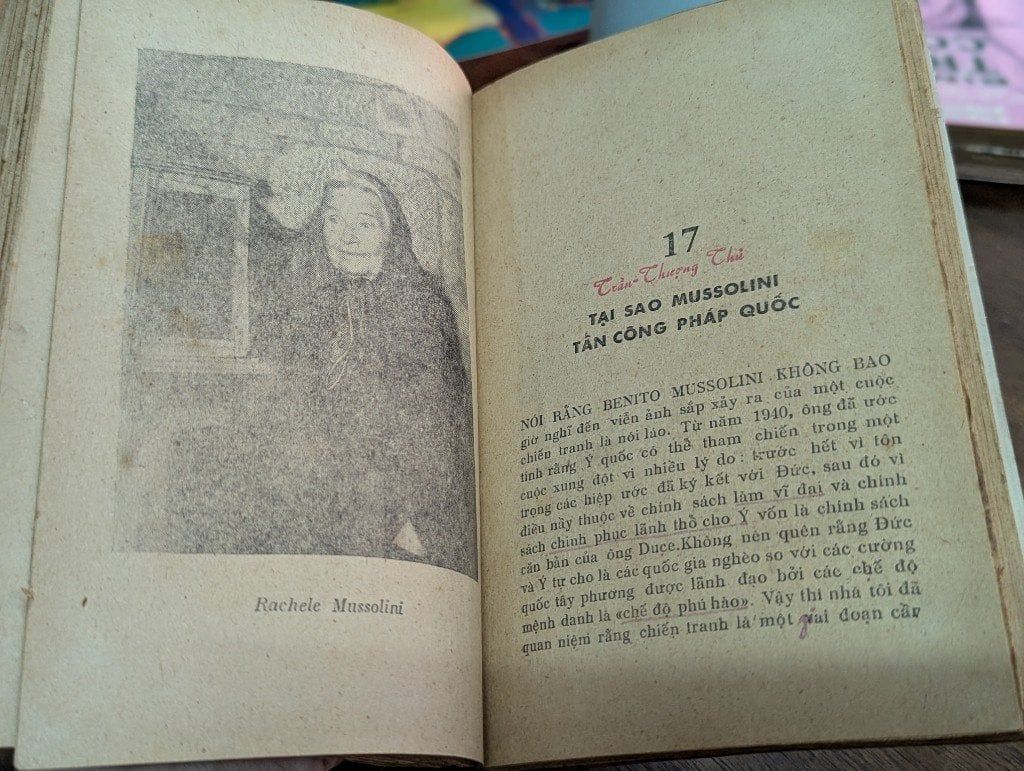 Rachele Mussolini
17
Trần-Thượng Thủ
TẠI SAO MUSSOLINI
TẤN CÔNG PHÁP QUỐC
NÓI RẰNG BENITO MUSSOLINI KHÔNG BAO
giờ nghĩ đến viễn ảnh sắp xảy ra của một cuộc
chiến tranh là nói láo. Từ năm 1940, ông đã ước
tính rằng Ý quốc có thể tham chiến trong một
cuộc xung đột vì nhiều lý do : trước hết vì tôn
trọng các hiệp ước đã ký kết với Đức, sau đó vì
điều nầy thuộc về chính sách làm vĩ đại và chính
sách chinh phục lãnh thổ cho Ý vốn là chính sách
căn bản của ông Duce.Không nên quên rằng Đức
và Ý tự cho là các quốc gia nghèo so với các cường
quốc tây phương được lãnh đạo bởi các chế độ
mệnh danh là «chế độ phú hào». Vậy thì nhà tôi đã
quan niệm rằng chiến tranh là một giai đoạn cần